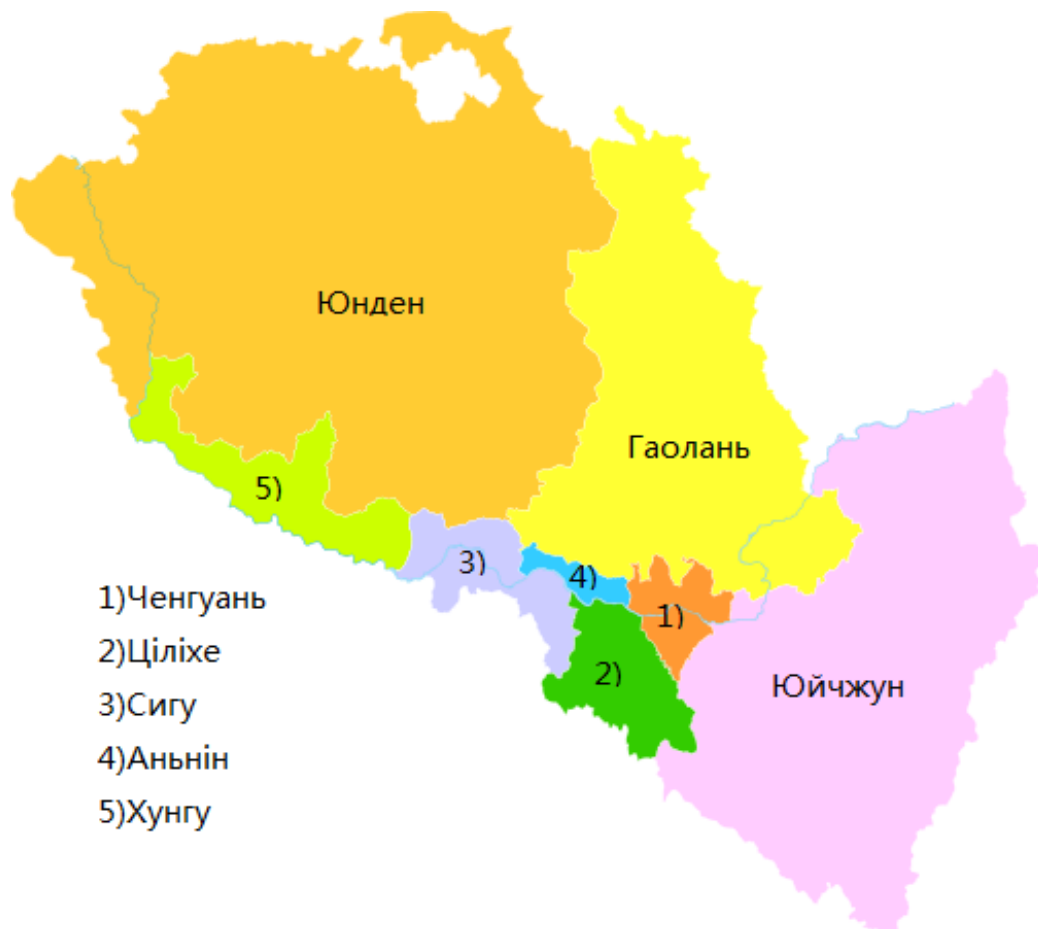 Юнден
Гаолань
5)
3)
4)
1)
2)
Юйчжун
1)Ченгуань
2)Ціліхе
3)Сигу
4)Аньнін
5)Хунгу